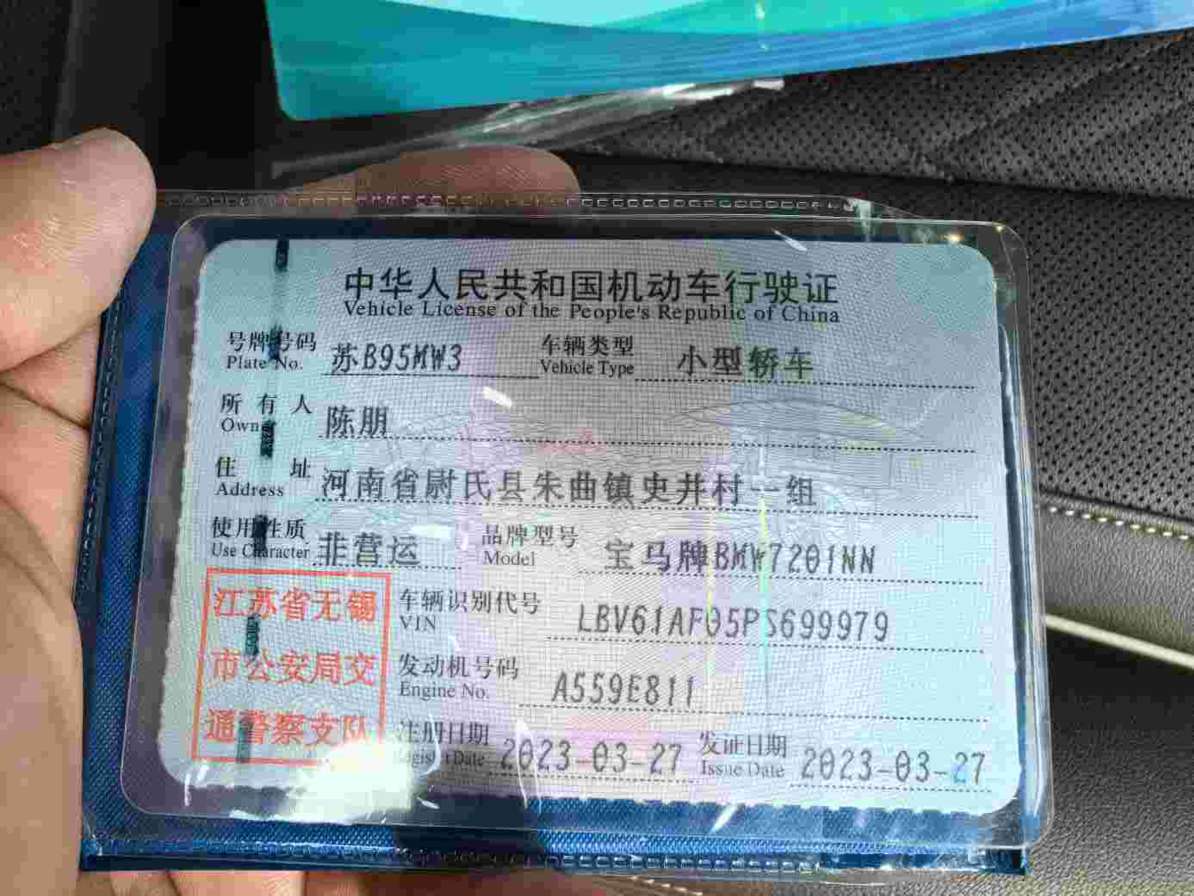 中华人民共和国机动车行驶证
Vehicle License of the People's Republic of China
号牌号码 苏B95MW3 车辆类型 小型轿车
Plate No. Vehicle Type
所有人 陈朋
Owner
住址 河南省尉氏县朱曲镇史井村一组
Address
使用性质 非营运 品牌型号 宝马牌BMW7201NN
Use Character Model
江苏省无锡
市公安局交
通警察支队
车辆识别代号 LBV61AF05PS699979
VIN
发动机号码 A559E811
Engine No.
注册日期 2023-03-27 发证日期 2023-03-27
Register Date Issue Date